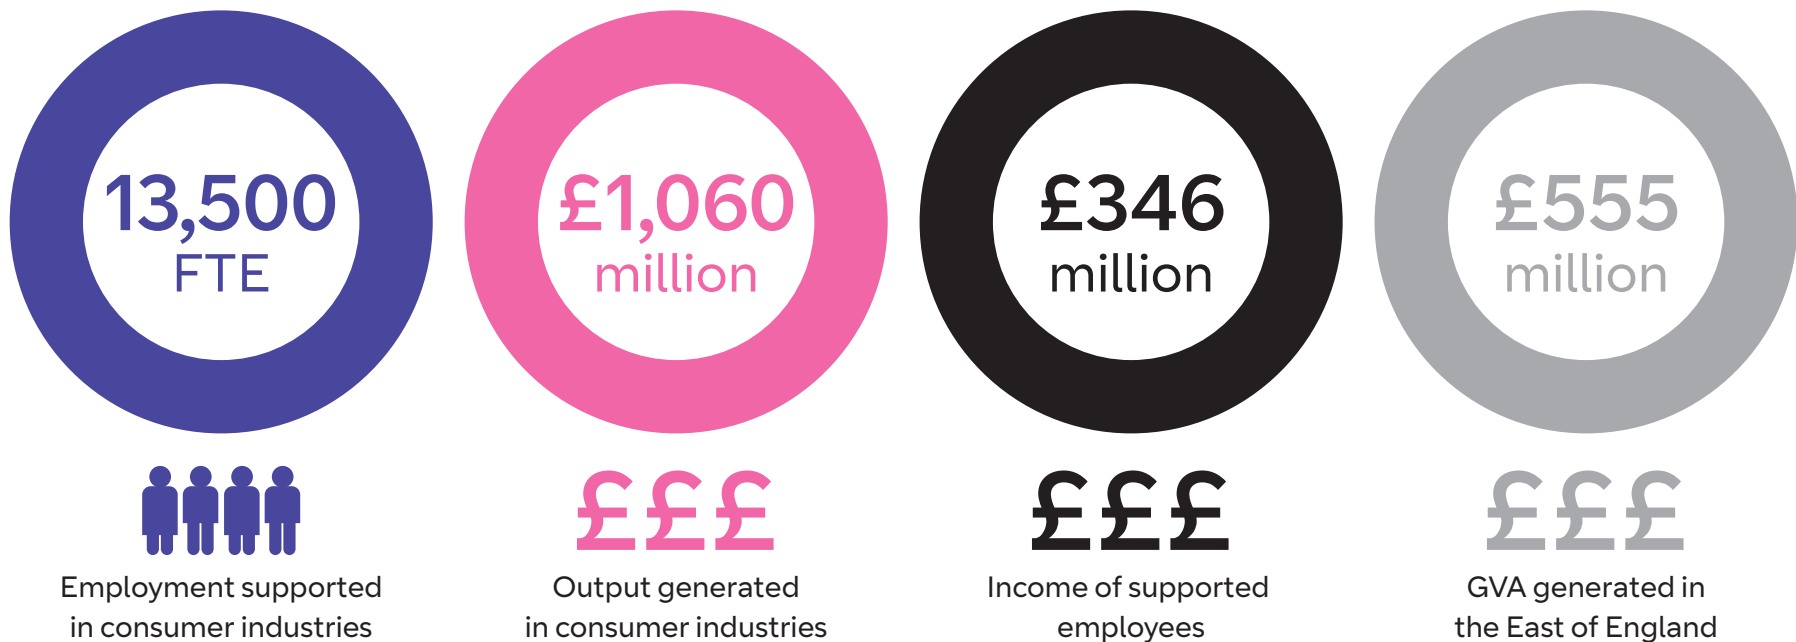 13,500
FTE
£1,060
million
£346
million
£555
million
£££
£££
£££
Employment supported
in consumer industries
Output generated
in consumer industries
Income of supported
employees
GVA generated in
the East of England